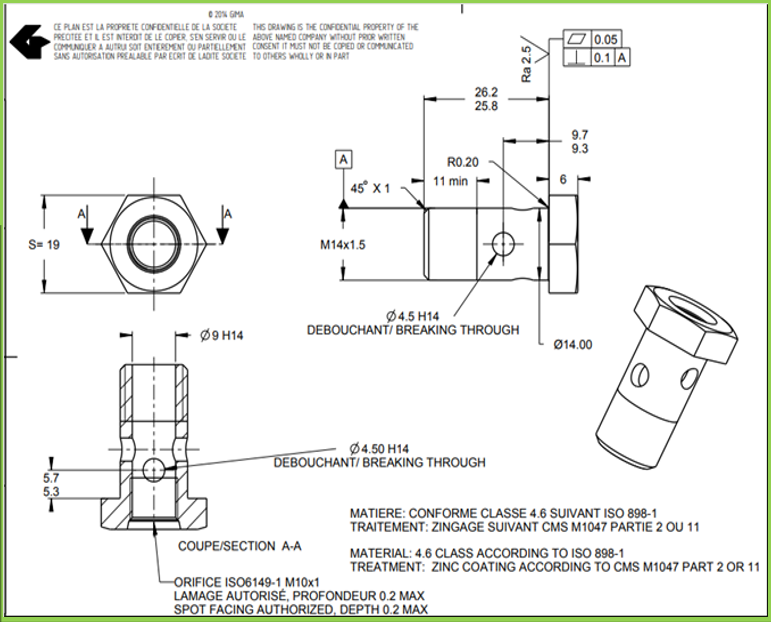 © 2014 GIMA
CE PLAN EST LA PROPRIETE CONFIDENTIELLE DE LA SOCIETE
PRECITEE ET IL EST INTERDIT DE LE COPIER, S'EN SERVIR OU LE
COMMUNIQUER A AUTRUI SOIT ENTIEREMENT OU PARTIELLEMENT
SANS AUTORISATION PREALABLE PAR ECRIT DE LADITE SOCIETE
THIS DRAWING IS THE CONFIDENTIAL PROPERTY OF THE
ABOVE NAMED COMPANY WITHOUT PRIOR WRITTEN
CONSENT IT MUST NOT BE COPIED OR COMMUNICATED
TO OTHERS WHOLLY OR IN PART
Ra 2.5
0.05
0.1 A
26.2
25.8
9.7
9.3
A
R0.20
45° X 1
11 min
6
A A
S= 19
M14x1.5
Ø4.5 H14
DEBOUCHANT/ BREAKING THROUGH
Ø14.00
Ø9 H14
Ø4.50 H14
DEBOUCHANT/ BREAKING THROUGH
5.7
5.3
COUPE/SECTION A-A
MATIERE: CONFORME CLASSE 4.6 SUIVANT ISO 898-1
TRAITEMENT: ZINGAGE SUIVANT CMS M1047 PARTIE 2 OU 11
MATERIAL: 4.6 CLASS ACCORDING TO ISO 898-1
TREATMENT: ZINC COATING ACCORDING TO CMS M1047 PART 2 OR 11
ORIFICE ISO6149-1 M10x1
LAMAGE AUTORISÉ, PROFONDEUR 0.2 MAX
SPOT FACING AUTHORIZED, DEPTH 0.2 MAX